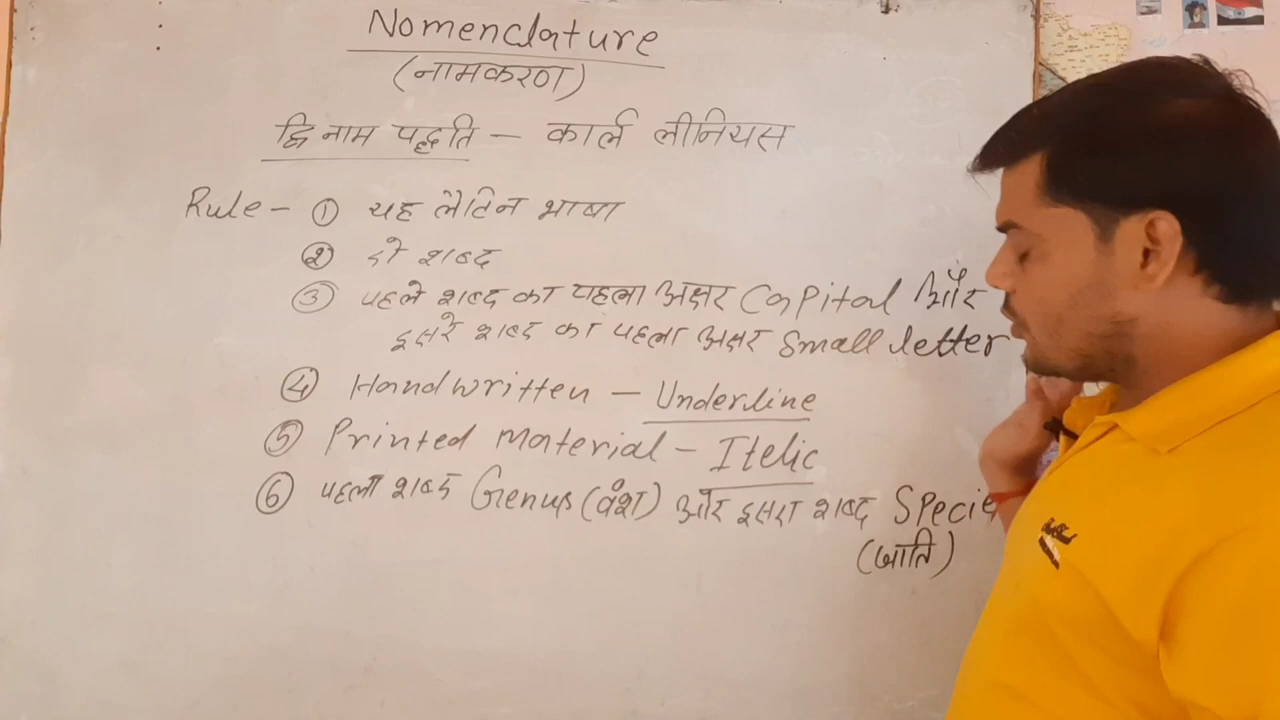 Nomenclature
(नामकरण)
द्विनाम पद्धति – कार्ल लीनियस
Rule – ① यह लैटिन भाषा
② दो शब्द
③ पहले शब्द का पहला अक्षर Capital और
दूसरे शब्द का पहला अक्षर Small letter
④ Handwritten – Underline
⑤ Printed Material – Itelic
⑥ पहला शब्द Genus (वंश) और दूसरा शब्द Specie
(जाति)